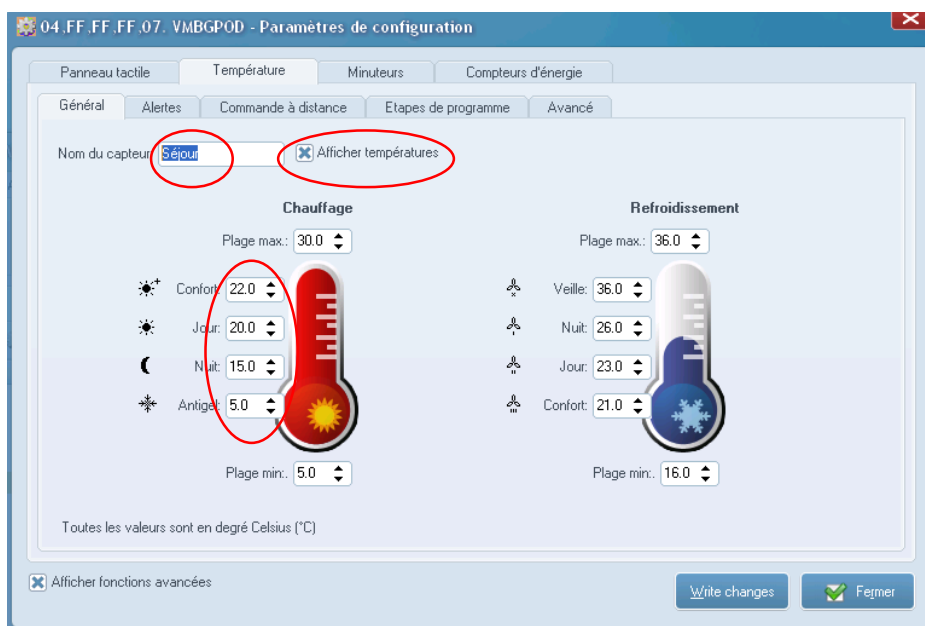 04,FF,FF,FF,07. VMBGPOD - Paramètres de configuration
Panneau tactile Température Minuteurs Compteurs d'énergie
Général Alertes Commande à distance Etapes de programme Avancé
Nom du capteur: Séjour Afficher températures
Chauffage Refroidissement
Plage max.: 30.0 Plage max.: 36.0
Confort: 22.0 Veille: 36.0
Jour: 20.0 Nuit: 26.0
Nuit: 15.0 Jour: 23.0
Antigel: 5.0 Confort: 21.0
Plage min:. 5.0 Plage min:. 16.0
Toutes les valeurs sont en degré Celsius (°C)
Afficher fonctions avancées Write changes Fermer